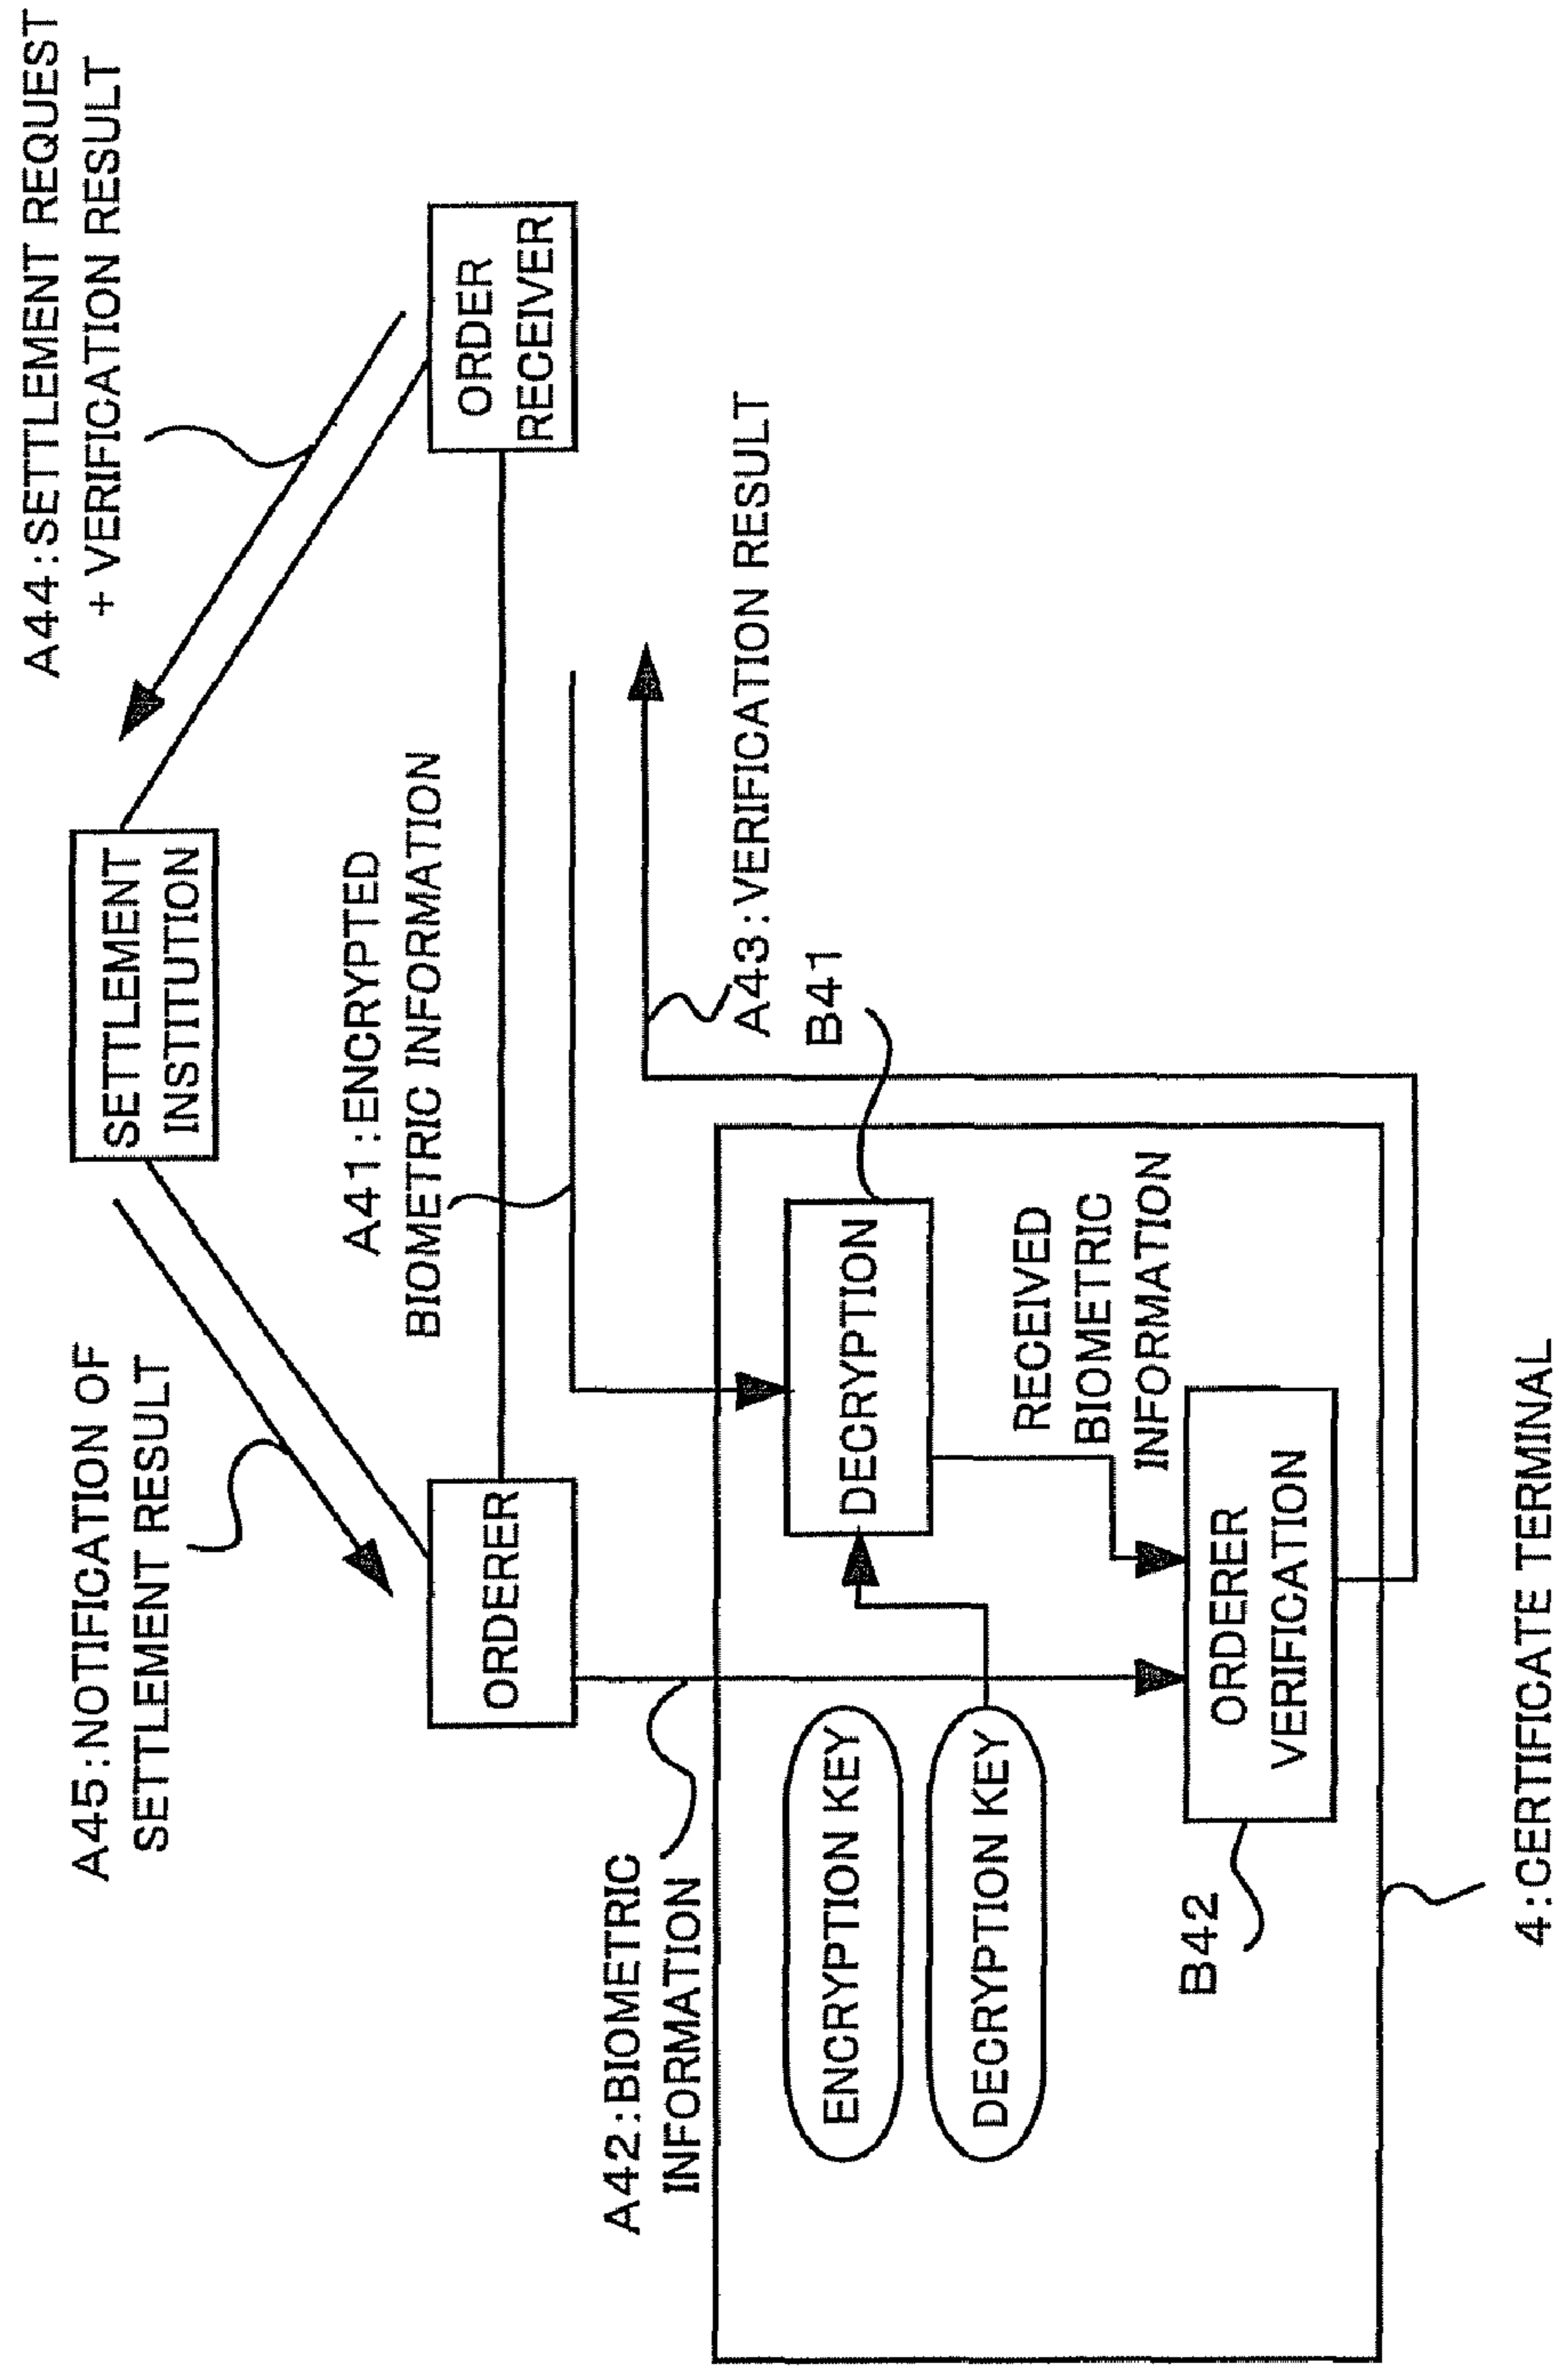 A45:NOTIFICATION OF
SETTLEMENT RESULT
SETTLEMENT
INSTITUTION
A44:SETTLEMENT REQUEST
+ VERIFICATION RESULT
A41:ENCRYPTED
BIOMETRIC INFORMATION
ORDERER
ORDER
RECEIVER
A42:BIOMETRIC
INFORMATION
A43:VERIFICATION RESULT
B41
ENCRYPTION KEY
DECRYPTION KEY
DECRYPTION
RECEIVED
BIOMETRIC
INFORMATION
ORDERER
VERIFICATION
B42
4:CERTIFICATE TERMINAL